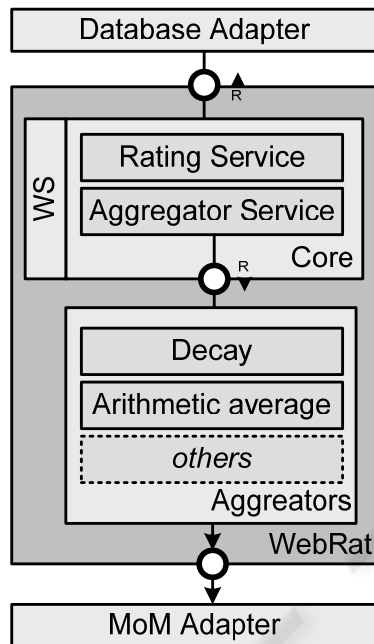 Database Adapter
R
WS
Rating Service
Aggregator Service
Core
R
Decay
Arithmetic average
others
Aggreators
WebRat
MoM Adapter